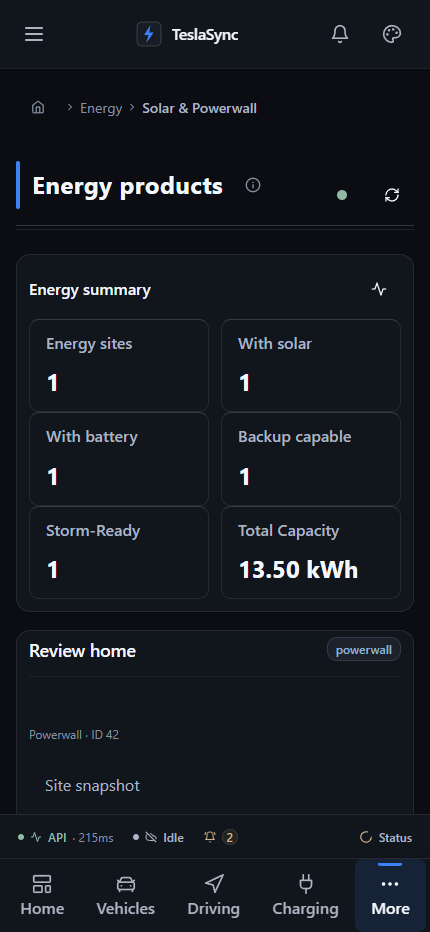 TeslaSync
Energy
Solar & Powerwall
Energy products
Energy summary
Energy sites
1
With solar
1
With battery
1
Backup capable
1
Storm-Ready
1
Total Capacity
13.50 kWh
Review home
powerwall
Powerwall · ID 42
Site snapshot
API · 215ms
Idle
2
Status
Home
Vehicles
Driving
Charging
More